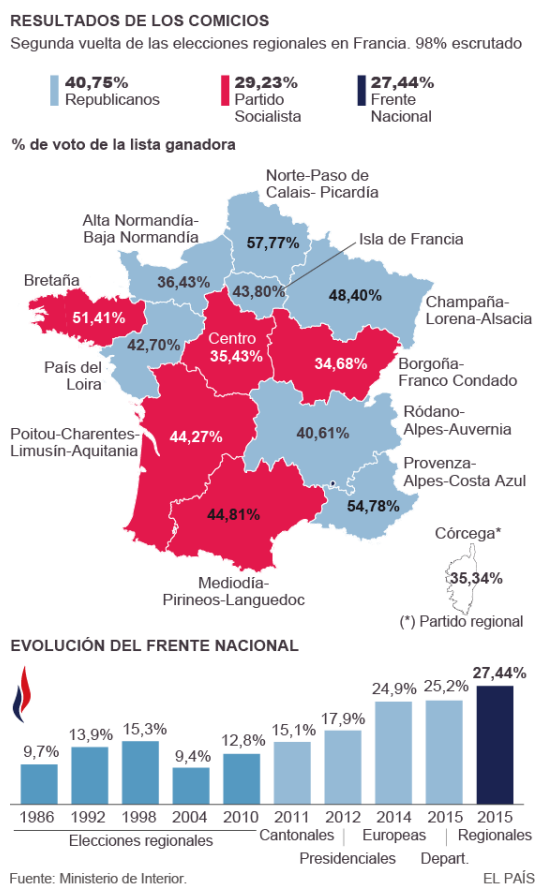 RESULTADOS DE LOS COMICIOS
Segunda vuelta de las elecciones regionales en Francia. 98% escrutado
40,75%
Republicanos
29,23%
Partido
Socialista
27,44%
Frente
Nacional
% de voto de la lista ganadora
Norte-Paso de
Calais- Picardía
57,77%
Alta Normandía-
Baja Normandía
36,43%
Isla de Francia
43,80%
48,40%
Champaña-
Lorena-Alsacia
Bretaña
51,41%
42,70%
País del
Loira
Centro
35,43%
34,68%
Borgoña-
Franco Condado
Poitou-Charentes-
Limusín-Aquitania
44,27%
40,61%
Ródano-
Alpes-Auvernia
Provenza-
Alpes-Costa Azul
54,78%
44,81%
Mediodía-
Pirineos-Languedoc
Córcega*
35,34%
(*) Partido regional
EVOLUCIÓN DEL FRENTE NACIONAL
9,7% 13,9% 15,3% 9,4% 12,8% 15,1% 17,9% 24,9% 25,2% 27,44%
1986 1992 1998 2004 2010 2011 2012 2014 2015 2015
Elecciones regionales Cantonales Europeas Regionales
Presidenciales Depart.
Fuente: Ministerio de Interior. EL PAÍS